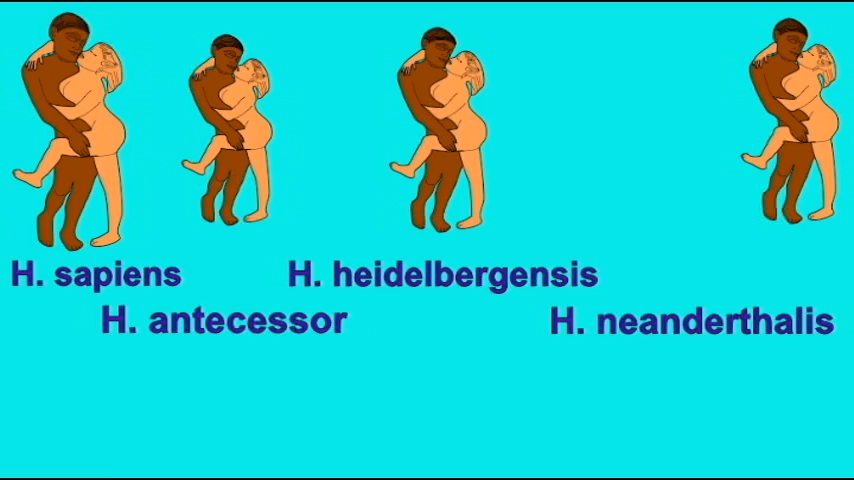 H. sapiens
H. heidelbergensis
H. antecessor
H. neanderthalis